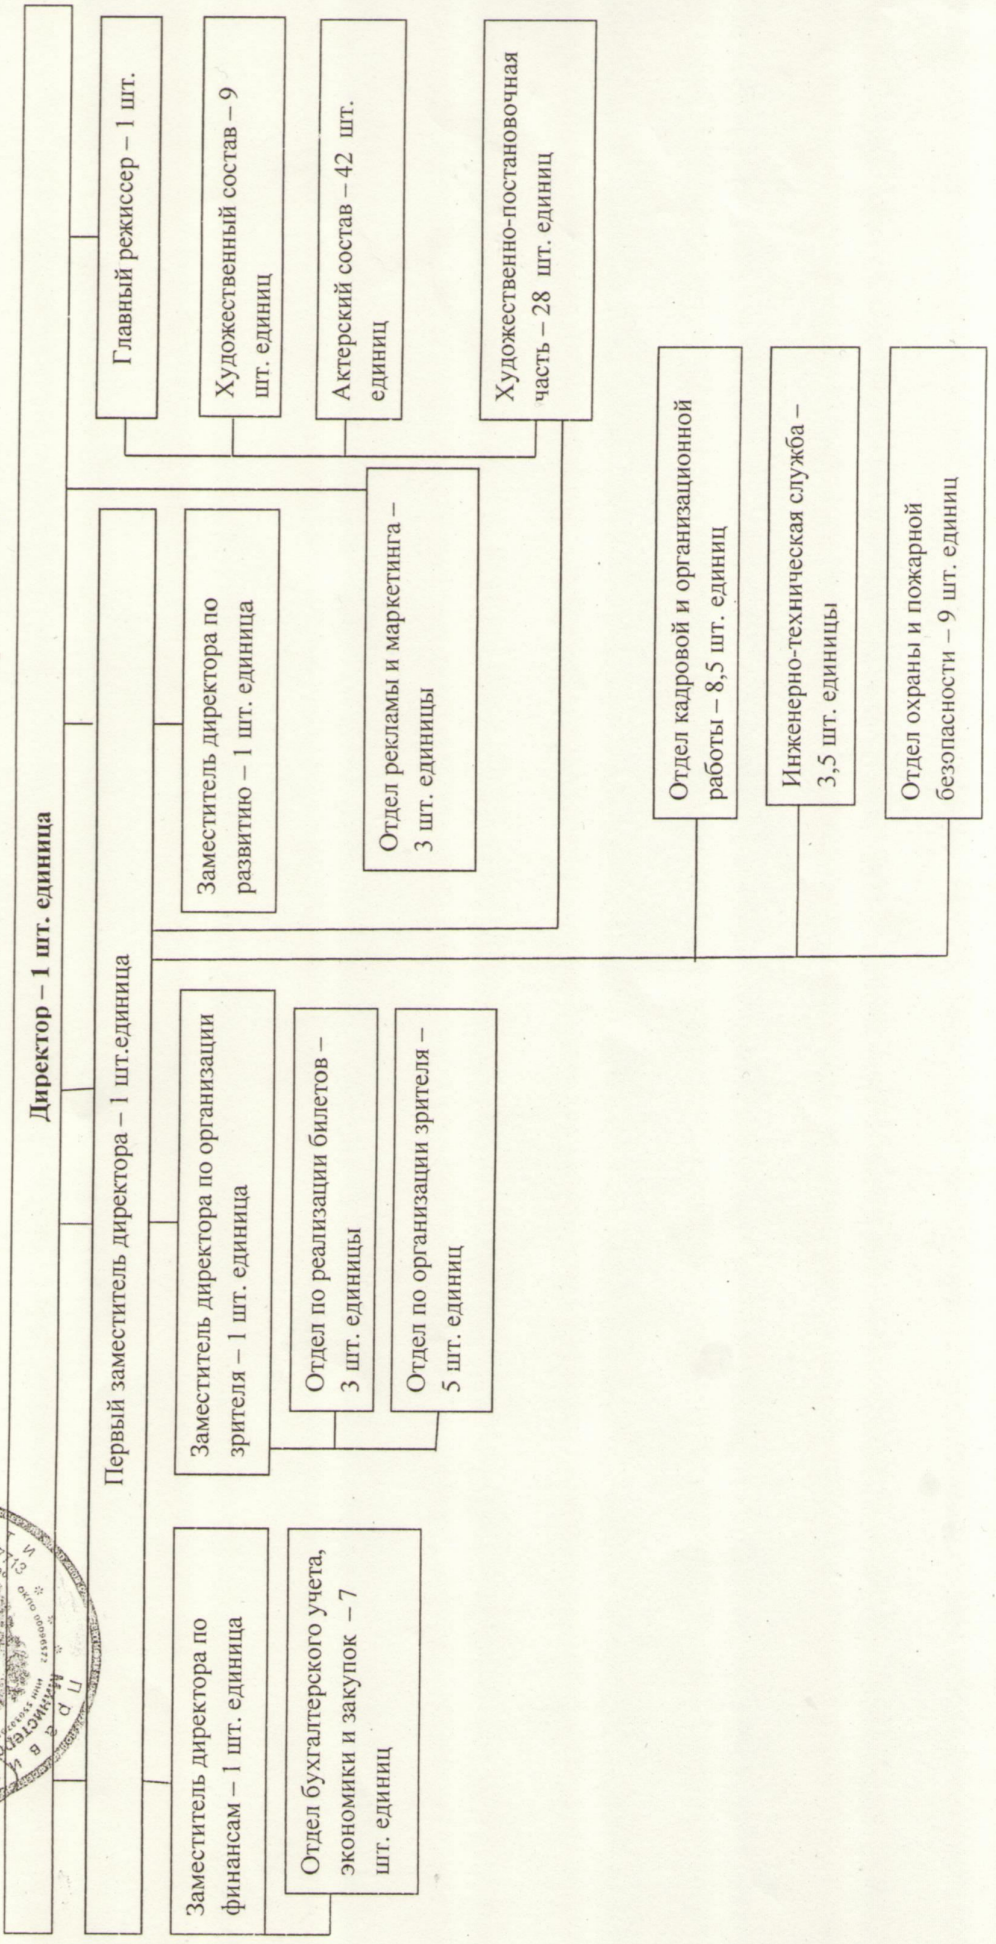 Директор – 1 шт. единица
Первый заместитель директора – 1 шт.единица
Заместитель директора по
финансам – 1 шт. единица
Отдел бухгалтерского учета,
экономики и закупок – 7
шт. единиц
Заместитель директора по организации
зрителя – 1 шт. единица
Отдел по реализации билетов –
3 шт. единицы
Отдел по организации зрителя –
5 шт. единиц
Заместитель директора по
развитию – 1 шт. единица
Отдел рекламы и маркетинга –
3 шт. единицы
Главный режиссер – 1 шт.
Художественный состав – 9
шт. единиц
Актерский состав – 42 шт.
единиц
Художественно-постановочная
часть – 28 шт. единиц
Отдел кадровой и организационной
работы – 8,5 шт. единиц
Инженерно-техническая служба –
3,5 шт. единицы
Отдел охраны и пожарной
безопасности – 9 шт. единиц